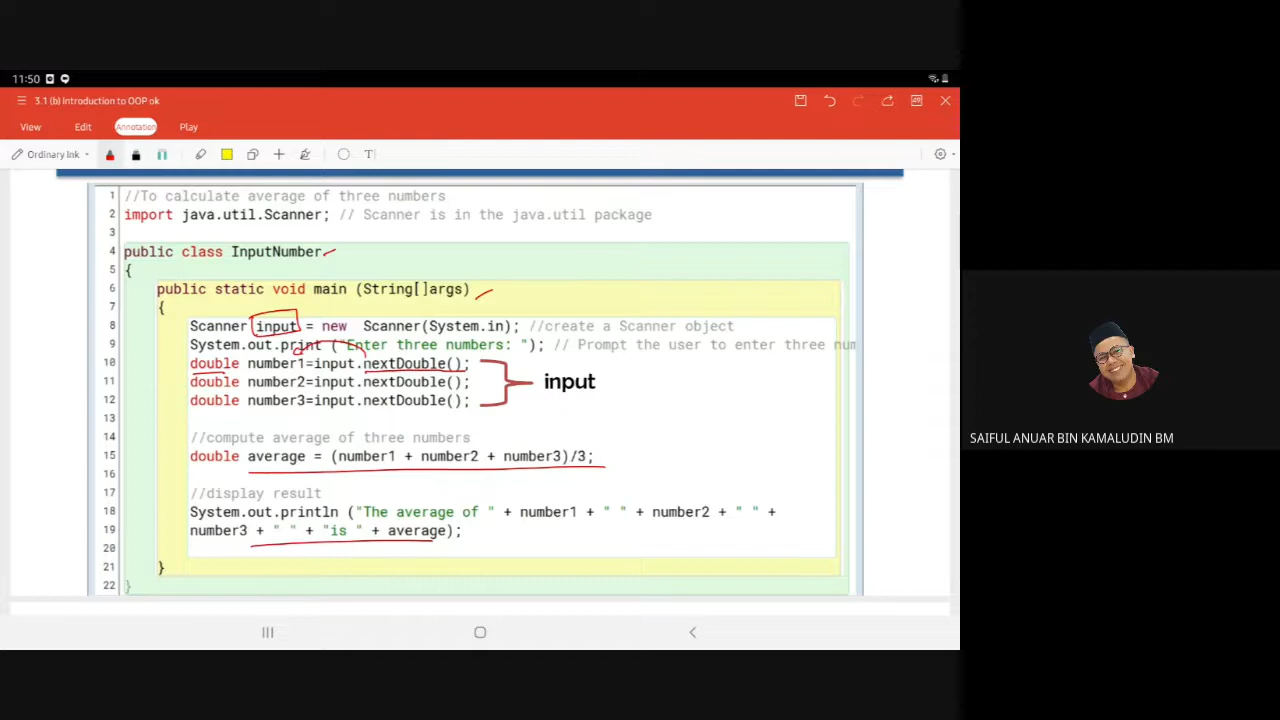 11:50
3.1 (b) Introduction to OOP ok
49
View Edit Annotation Play
Ordinary Ink T
1 //To calculate average of three numbers
2 import java.util.Scanner; // Scanner is in the java.util package
3
4 public class InputNumber
5 {
6 public static void main (String[]args)
7 {
8 Scanner input = new Scanner(System.in); //create a Scanner object
9 System.out.print ("Enter three numbers: "); // Prompt the user to enter three num
10 double number1=input.nextDouble();
11 double number2=input.nextDouble();
12 double number3=input.nextDouble();
input
13
14 //compute average of three numbers
15 double average = (number1 + number2 + number3)/3;
16
17 //display result
18 System.out.println ("The average of " + number1 + " " + number2 + " " +
19 number3 + " " + "is " + average);
20
21 }
22 }
SAIFUL ANUAR BIN KAMALUDIN BM